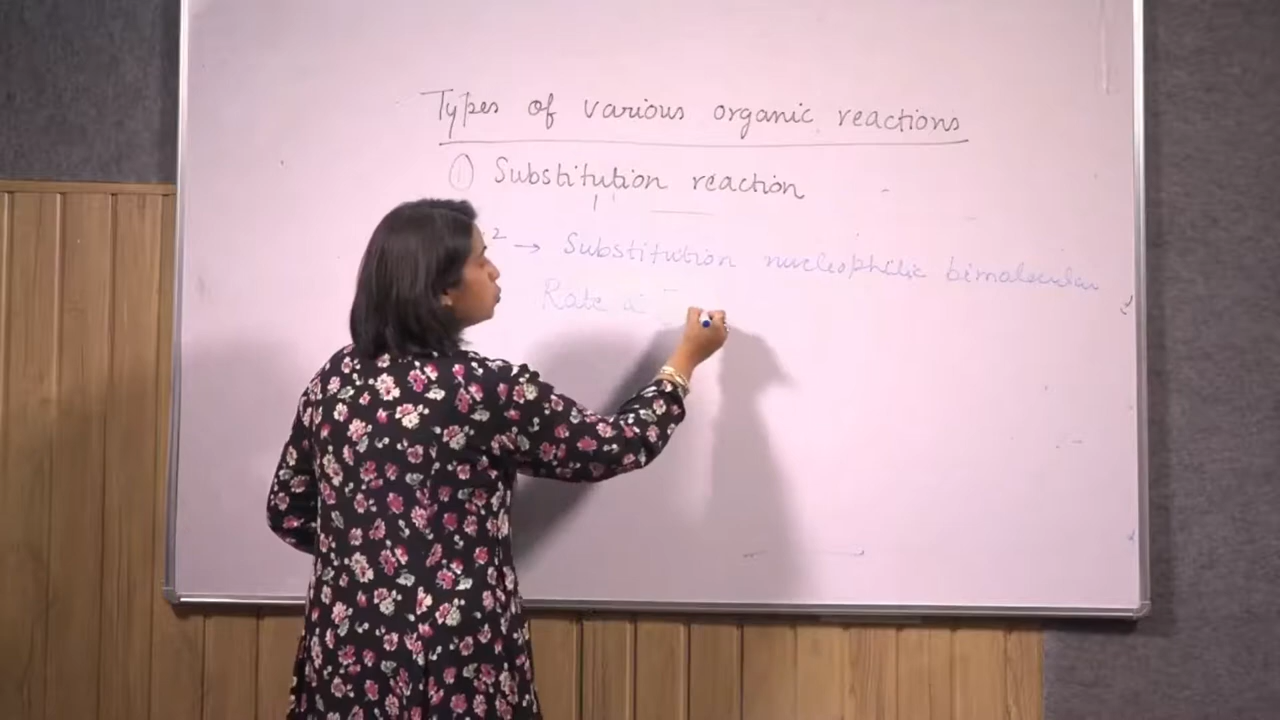 Types of various organic reactions
① Substitution reaction
2 → Substitution nucleophilic bimolecular
Rate α